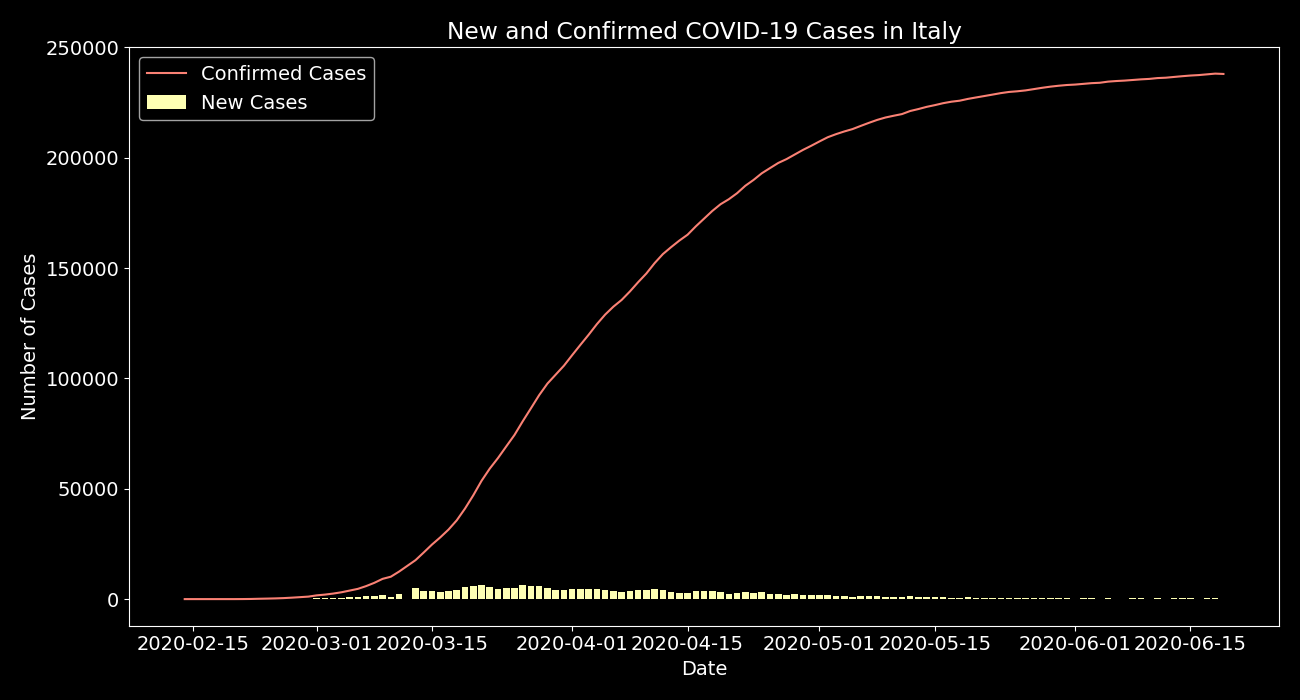 New and Confirmed COVID-19 Cases in Italy
Confirmed Cases
New Cases
Number of Cases
250000
200000
150000
100000
50000
0
2020-02-15 2020-03-01 2020-03-15 2020-04-01 2020-04-15 2020-05-01 2020-05-15 2020-06-01 2020-06-15
Date